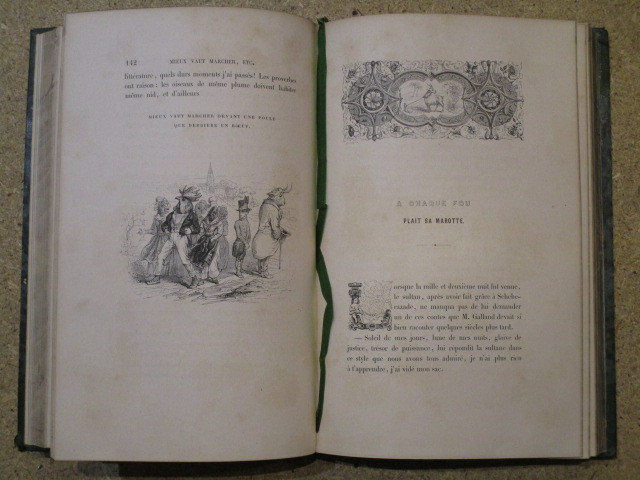 142 MIEUX VAUT MARCHER, ETC.
littérature, quels durs moments j'ai passés! Les proverbes
ont raison: les oiseaux de même plume doivent habiter
même nid, et d'ailleurs
MIEUX VAUT MARCHER DEVANT UNE POULE
QUE DERRIÈRE UN BŒUF.
A CHAQUE FOU
PLAIT SA MAROTTE.
Lorsque la mille et deuxième nuit fut venue,
le sultan, après avoir fait grâce à Scheherazade,
ne manqua pas de lui demander
un de ces contes que M. Galland devait si
bien raconter quelques siècles plus tard.
— Soleil de mes jours, lune de mes nuits, glaive de
justice, trésor de puissance, lui répondit la sultane dans
ce style que nous avons tous admiré, je n'ai plus rien
à t'apprendre, j'ai vidé mon sac.